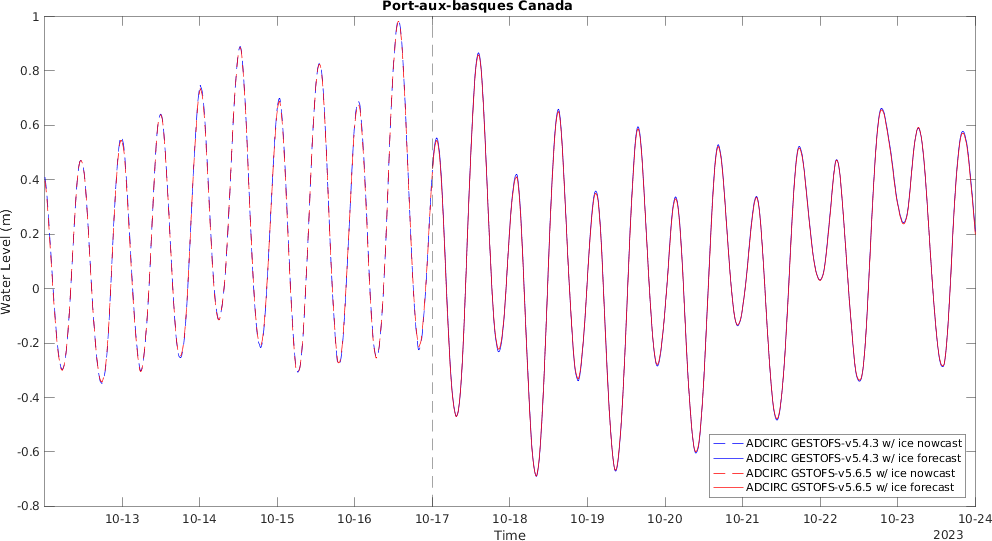 Port-aux-basques Canada
1
0.8
0.6
0.4
0.2
0
-0.2
-0.4
-0.6
-0.8
Water Level (m)
ADCIRC GESTOFS-v5.4.3 w/ ice nowcast
ADCIRC GESTOFS-v5.4.3 w/ ice forecast
ADCIRC GSTOFS-v5.6.5 w/ ice nowcast
ADCIRC GSTOFS-v5.6.5 w/ ice forecast
10-13 10-14 10-15 10-16 10-17 10-18 10-19 10-20 10-21 10-22 10-23 10-24
Time
2023